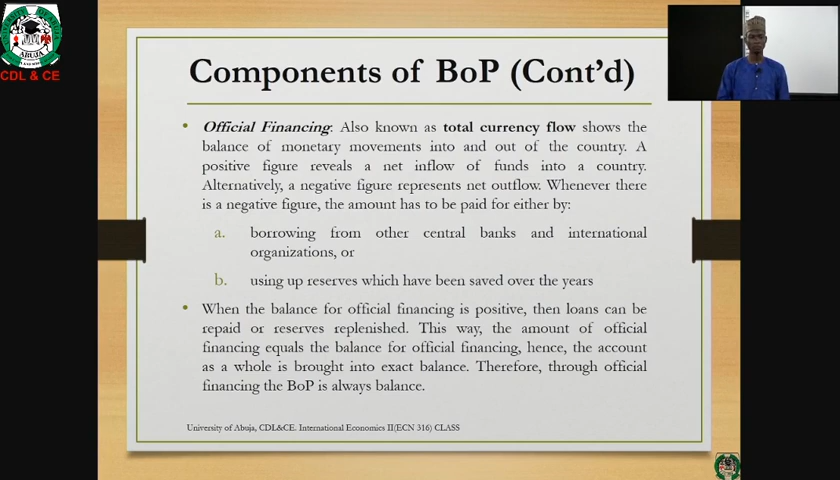 ABUJA
CDL & CE
Components of BoP (Cont'd)
• Official Financing: Also known as total currency flow shows the
balance of monetary movements into and out of the country. A
positive figure reveals a net inflow of funds into a country.
Alternatively, a negative figure represents net outflow. Whenever there
is a negative figure, the amount has to be paid for either by:
a. borrowing from other central banks and international
organizations, or
b. using up reserves which have been saved over the years
• When the balance for official financing is positive, then loans can be
repaid or reserves replenished. This way, the amount of official
financing equals the balance for official financing, hence, the account
as a whole is brought into exact balance. Therefore, through official
financing the BoP is always balance.
University of Abuja, CDL&CE. International Economics II(ECN 316) CLASS